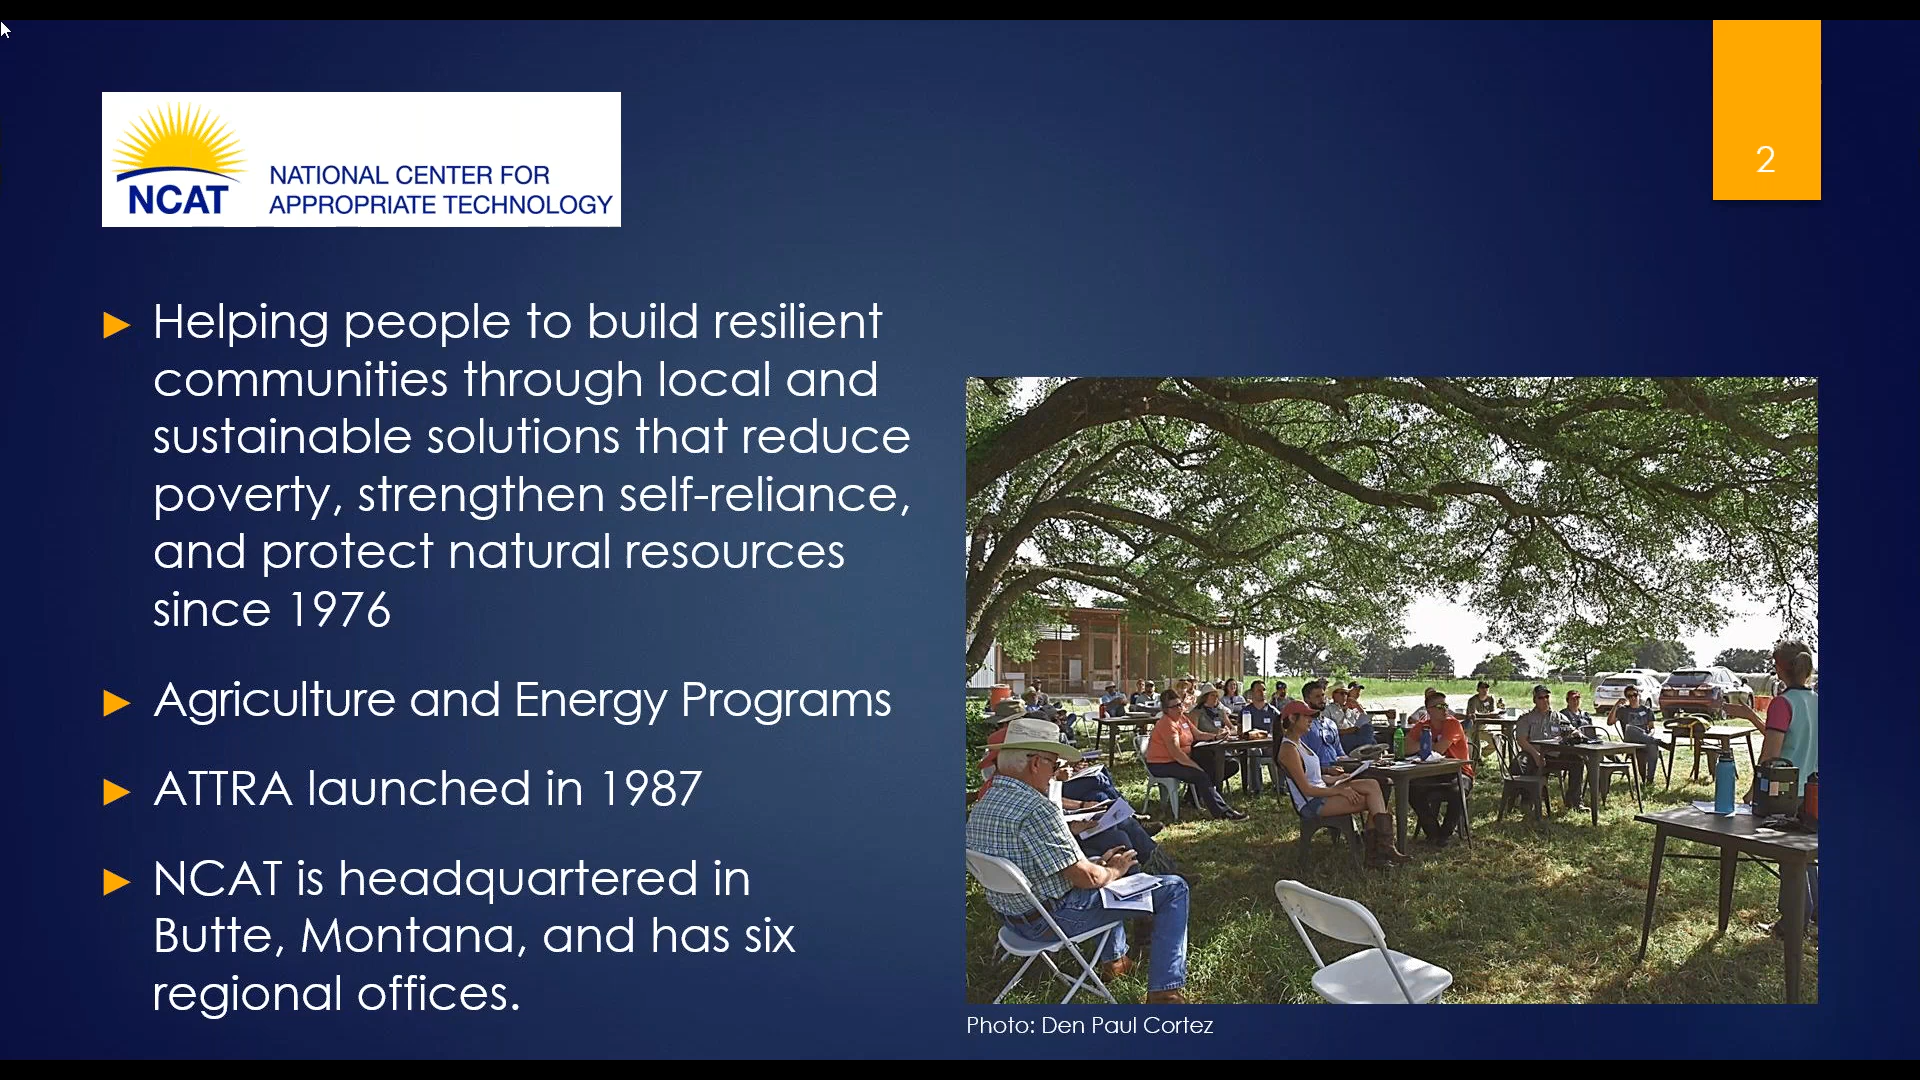 NCAT
NATIONAL CENTER FOR
APPROPRIATE TECHNOLOGY
2
► Helping people to build resilient
communities through local and
sustainable solutions that reduce
poverty, strengthen self-reliance,
and protect natural resources
since 1976
► Agriculture and Energy Programs
► ATTRA launched in 1987
► NCAT is headquartered in
Butte, Montana, and has six
regional offices.
Photo: Den Paul Cortez